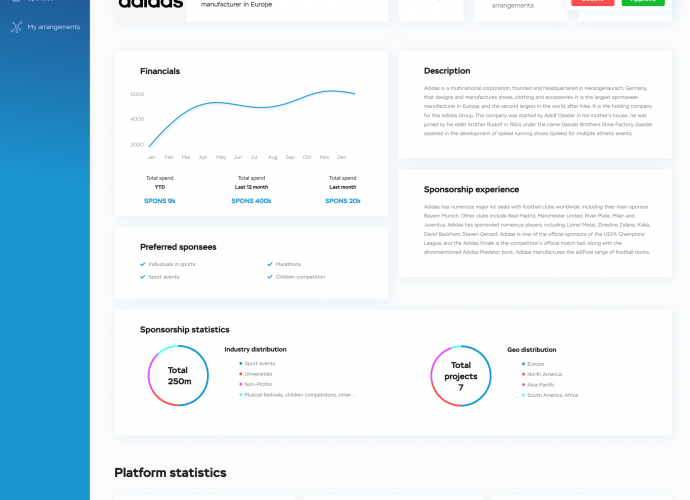 My arrangements
adidas
manufacturer in Europe
arrangements
Approve
Financials
6000
4000
2000
Jan Feb Mar Apr May Jun Jul Aug Sep Oct Nov Dec
Total spend
YTD
SPONS 9k
Total spend
Last 12 month
SPONS 400k
Total spend
Last month
SPONS 20k
Description
Adidas is a multinational corporation, founded and headquartered in Herzogenaurach, Germany,
that designs and manufactures shoes, clothing and accessories. It is the largest sportswear
manufacturer in Europe, and the second largest in the world, after Nike. It is the holding company
for the Adidas Group. The company was started by Adolf Dassler in his mother's house; he was
joined by his elder brother Rudolf in 1924 under the name Dassler Brothers Shoe Factory. Dassler
assisted in the development of spiked running shoes (spikes) for multiple athletic events.
Sponsorship experience
Adidas has numerous major kit deals with football clubs worldwide, including their main sponsor
Bayern Munich. Other clubs include Real Madrid, Manchester United, River Plate, Milan and
Juventus. Adidas has sponsored numerous players, including Lionel Messi, Zinedine Zidane, Kaká,
David Beckham, Steven Gerrard. Adidas is one of the official sponsors of the UEFA Champions
League, and the Adidas Finale is the competition's official match ball. Along with the
aforementioned Adidas Predator boot, Adidas manufactures the adiPure range of football boots.
Preferred sponsees
Individuals in sports
Marathons
Sport events
Children competition
Sponsorship statistics
Total
250m
Industry distribution
Sport events
Universities
Non-Profits
Musical festivals, children competitions, other...
Total
projects
7
Geo distribution
Europe
North America
Asia-Pacific
South America, Africa
Platform statistics